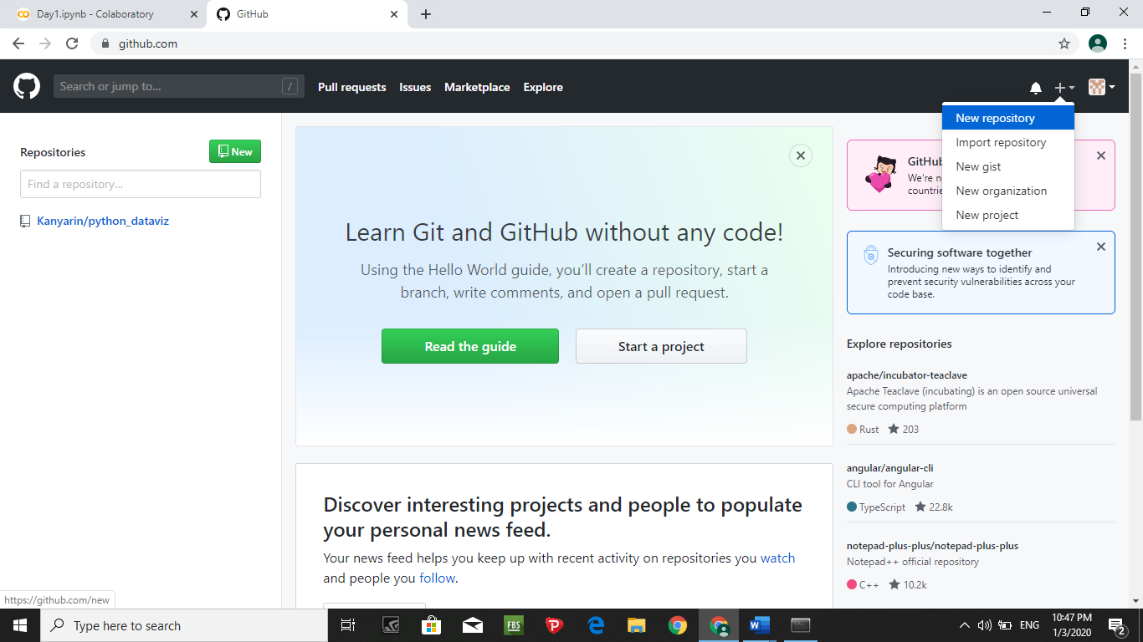 Day1.ipynb - Colaboratory
GitHub
github.com
Search or jump to...
/
Pull requests
Issues
Marketplace
Explore
New repository
Import repository
New gist
New organization
New project
Repositories
New
Find a repository...
Kanyarin/python_dataviz
Learn Git and GitHub without any code!
Using the Hello World guide, you’ll create a repository, start a
branch, write comments, and open a pull request.
Read the guide
Start a project
Discover interesting projects and people to populate
your personal news feed.
Your news feed helps you keep up with recent activity on repositories you watch
and people you follow.
We're
countrie
Securing software together
Introducing new ways to identify and
prevent security vulnerabilities across your
code base.
Explore repositories
apache/incubator-teaclave
Apache Teaclave (incubating) is an open source universal
secure computing platform
Rust 203
angular/angular-cli
CLI tool for Angular
TypeScript 22.8k
notepad-plus-plus/notepad-plus-plus
Notepad++ official repository
C++ 10.2k
https://github.com/new
Type here to search
FBS
ENG
10:47 PM
1/3/2020
2